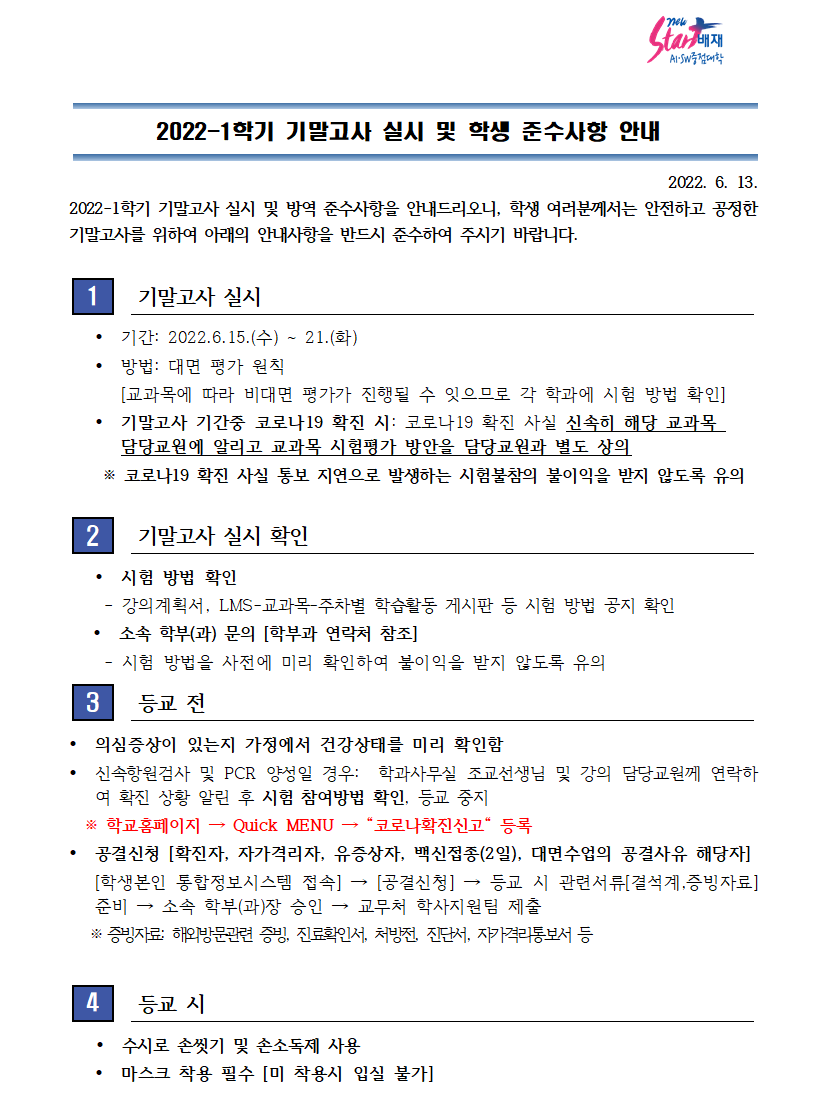 new
Start배재
AI·SW중점대학
2022-1학기 기말고사 실시 및 학생 준수사항 안내
2022. 6. 13.
2022-1학기 기말고사 실시 및 방역 준수사항을 안내드리오니, 학생 여러분께서는 안전하고 공정한
기말고사를 위하여 아래의 안내사항을 반드시 준수하여 주시기 바랍니다.
1 기말고사 실시
• 기간: 2022.6.15.(수) ~ 21.(화)
• 방법: 대면 평가 원칙
[교과목에 따라 비대면 평가가 진행될 수 잇으므로 각 학과에 시험 방법 확인]
• 기말고사 기간중 코로나19 확진 시: 코로나19 확진 사실 신속히 해당 교과목
담당교원에 알리고 교과목 시험평가 방안을 담당교원과 별도 상의
※ 코로나19 확진 사실 통보 지연으로 발생하는 시험불참의 불이익을 받지 않도록 유의
2 기말고사 실시 확인
• 시험 방법 확인
- 강의계획서, LMS-교과목-주차별 학습활동 게시판 등 시험 방법 공지 확인
• 소속 학부(과) 문의 [학부과 연락처 참조]
- 시험 방법을 사전에 미리 확인하여 불이익을 받지 않도록 유의
3 등교 전
• 의심증상이 있는지 가정에서 건강상태를 미리 확인함
• 신속항원검사 및 PCR 양성일 경우: 학과사무실 조교선생님 및 강의 담당교원께 연락하
여 확진 상황 알린 후 시험 참여방법 확인, 등교 중지
※ 학교홈페이지 → Quick MENU → “코로나확진신고“ 등록
• 공결신청 [확진자, 자가격리자, 유증상자, 백신접종(2일), 대면수업의 공결사유 해당자]
[학생본인 통합정보시스템 접속] → [공결신청] → 등교 시 관련서류[결석계,증빙자료]
준비 → 소속 학부(과)장 승인 → 교무처 학사지원팀 제출
※ 증빙자료: 해외방문관련 증빙, 진료확인서, 처방전, 진단서, 자가격리통보서 등
4 등교 시
• 수시로 손씻기 및 손소독제 사용
• 마스크 착용 필수 [미 착용시 입실 불가]